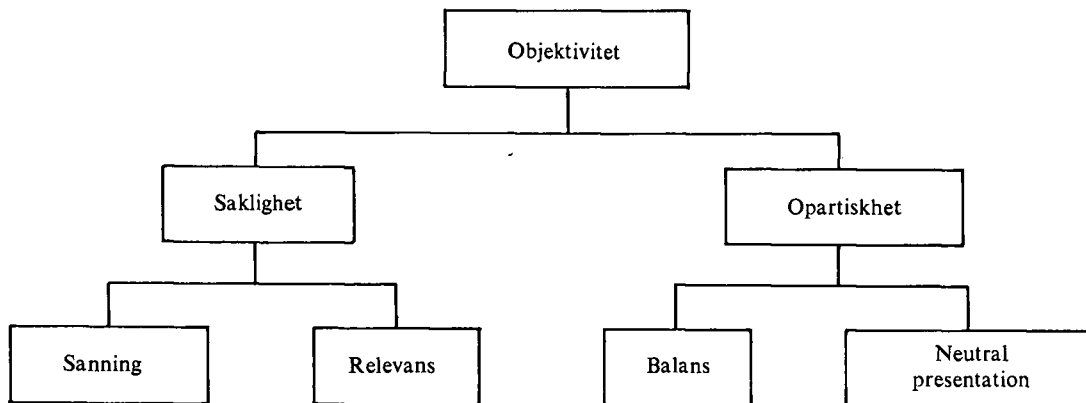 Objektivitet
Saklighet
Opartiskhet
Sanning
Relevans
Balans
Neutral
presentation